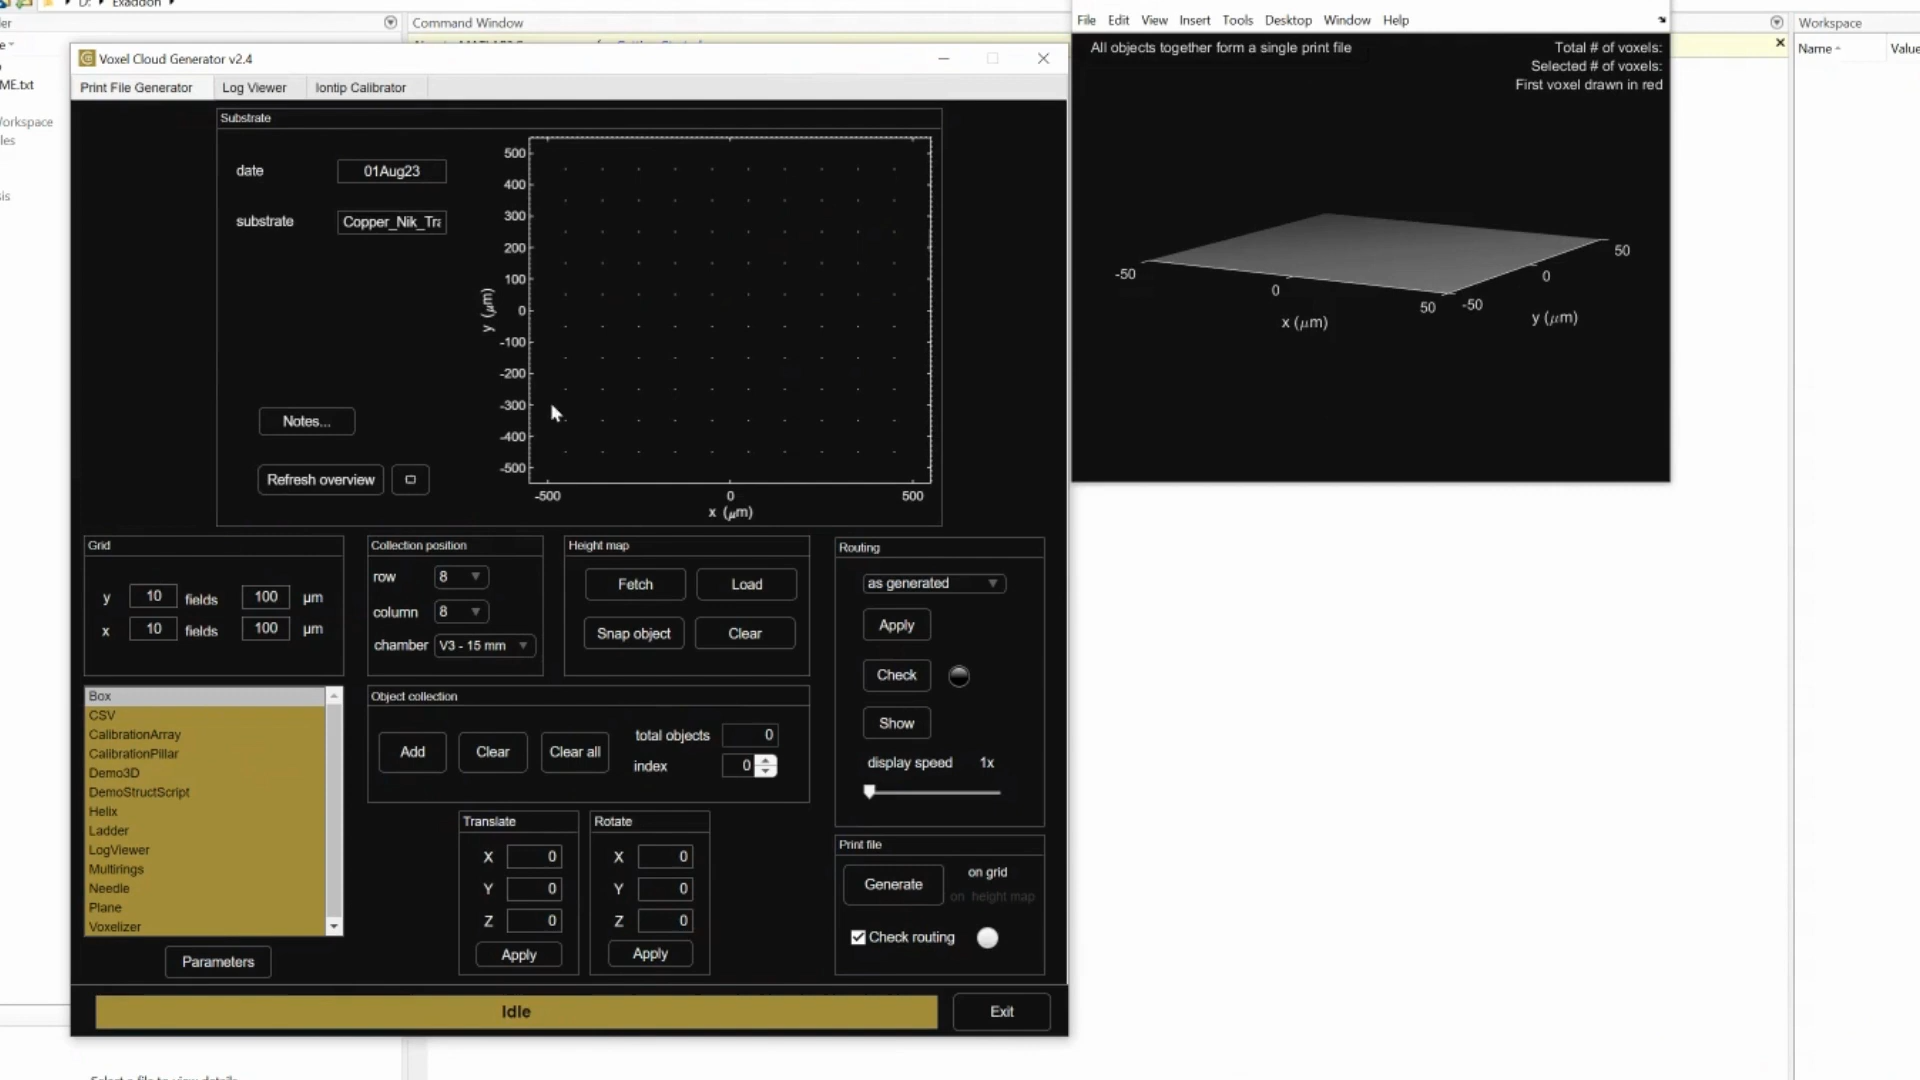 D: Exaddon
Command Window
Workspace
Name
Value
ME.txt
Voxel Cloud Generator v2.4
Print File Generator
Log Viewer
Iontip Calibrator
Substrate
date 01Aug23
substrate Copper_Nik_Tra
Notes...
Refresh overview
500
400
300
200
100
0
-100
-200
-300
-400
-500
y (μm)
-500 0 500
x (μm)
File Edit View Insert Tools Desktop Window Help
All objects together form a single print file
Total # of voxels:
Selected # of voxels:
First voxel drawn in red
-50 0 50
x (μm)
-50 0 50
y (μm)
Grid
y 10 fields 100 μm
x 10 fields 100 μm
Collection position
row 8
column 8
chamber V3 - 15 mm
Height map
Fetch Load
Snap object Clear
Routing
as generated
Apply
Check
Show
display speed 1x
Box
CSV
CalibrationArray
CalibrationPillar
Demo3D
DemoStructScript
Helix
Ladder
LogViewer
Multirings
Needle
Plane
Voxelizer
Parameters
Object collection
Add Clear Clear all
total objects 0
index 0
Translate
X 0
Y 0
Z 0
Apply
Rotate
X 0
Y 0
Z 0
Apply
Print file
Generate
on grid
on height map
Check routing
Idle
Exit